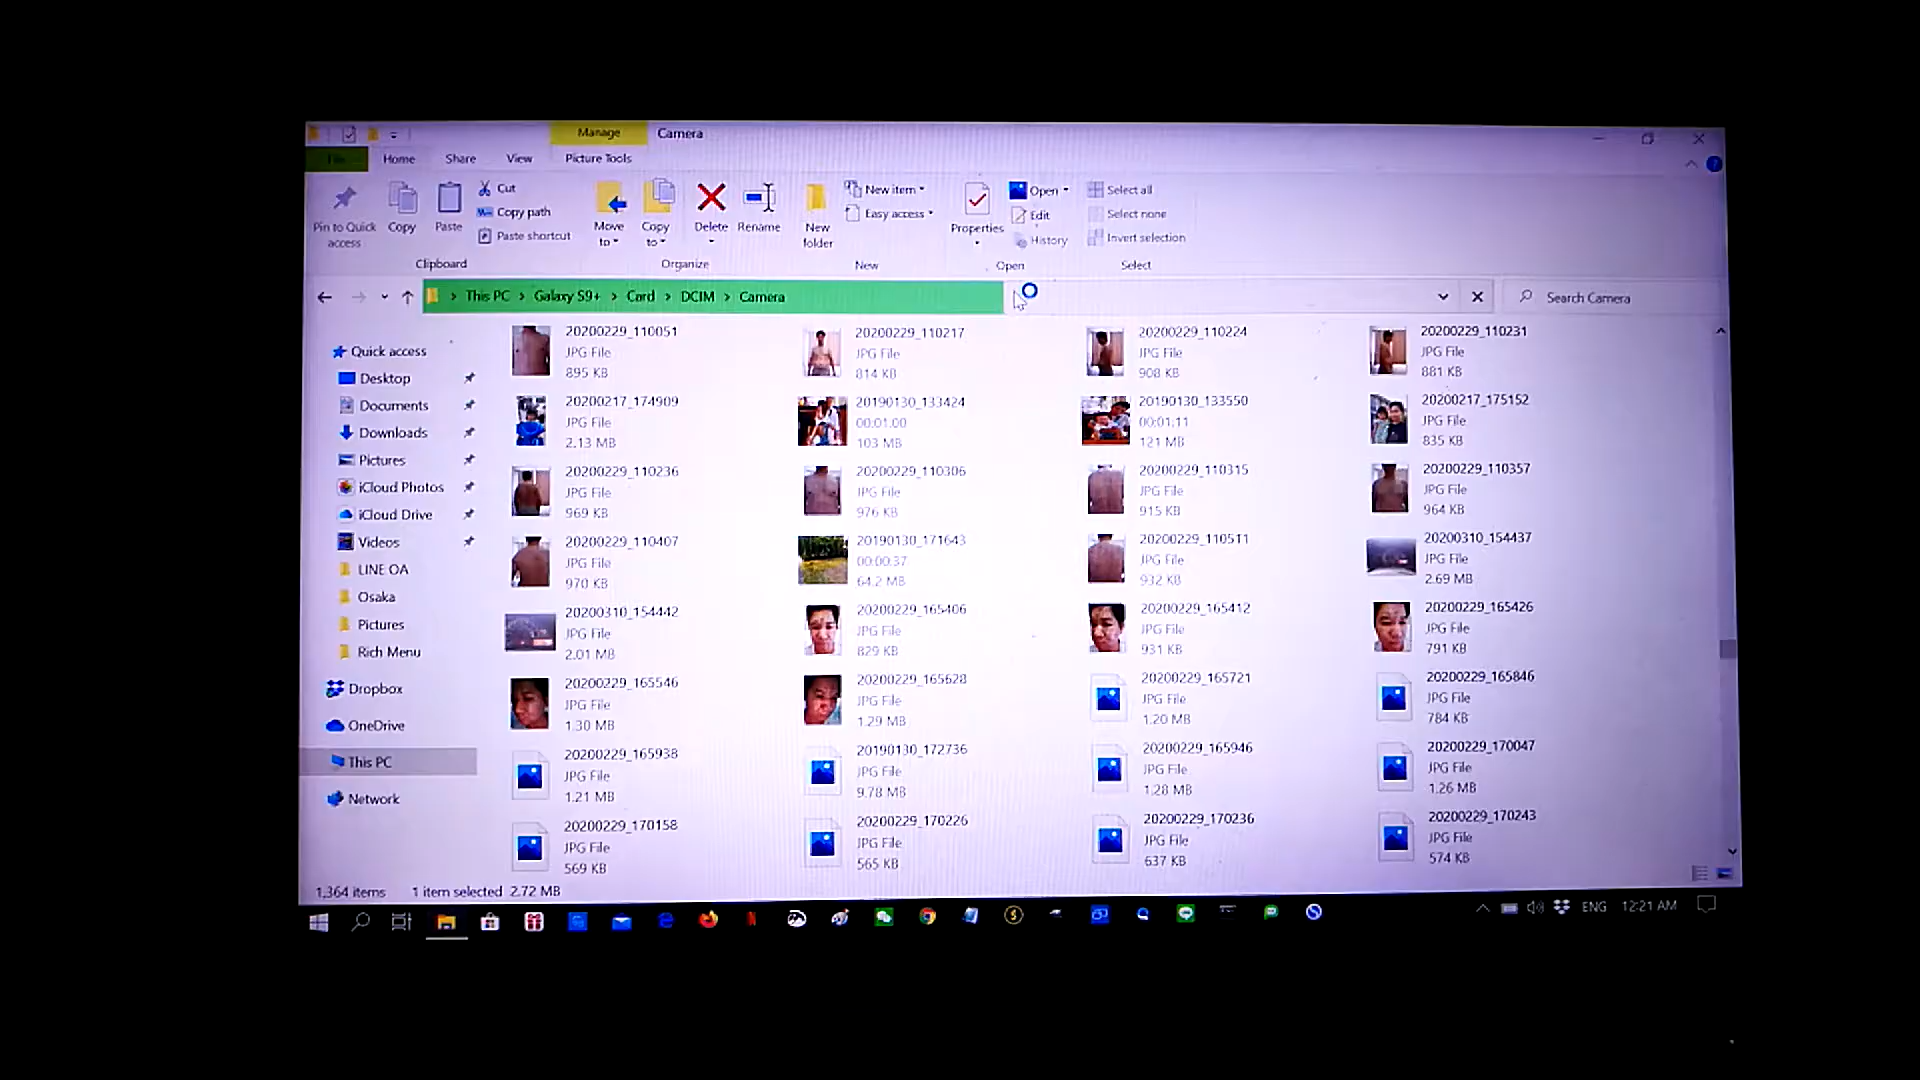 Manage Camera
File Home Share View Picture Tools
Pin to Quick access
Copy
Paste
Cut
Copy path
Paste shortcut
Clipboard
Move to
Copy to
Delete
Rename
Organize
New folder
New item
Easy access
New
Properties
Open
Edit
History
Open
Select all
Select none
Invert selection
Select
This PC > Galaxy S9+ > Card > DCIM > Camera
Search Camera
Quick access
Desktop
Documents
Downloads
Pictures
iCloud Photos
iCloud Drive
Videos
LINE OA
Osaka
Pictures
Rich Menu
Dropbox
OneDrive
This PC
Network
20200229_110051
JPG File
895 KB
20200229_110217
JPG File
814 KB
20200229_110224
JPG File
908 KB
20200229_110231
JPG File
881 KB
20200217_174909
JPG File
2.13 MB
20190130_133424
00:01:00
103 MB
20190130_133550
00:01:11
121 MB
20200217_175152
JPG File
835 KB
20200229_110236
JPG File
969 KB
20200229_110306
JPG File
976 KB
20200229_110315
JPG File
915 KB
20200229_110357
JPG File
964 KB
20200229_110407
JPG File
970 KB
20190130_171643
00:00:37
64.2 MB
20200229_110511
JPG File
932 KB
20200310_154437
JPG File
2.69 MB
20200310_154442
JPG File
2.01 MB
20200229_165406
JPG File
829 KB
20200229_165412
JPG File
931 KB
20200229_165426
JPG File
791 KB
20200229_165546
JPG File
1.30 MB
20200229_165628
JPG File
1.29 MB
20200229_165721
JPG File
1.20 MB
20200229_165846
JPG File
784 KB
20200229_165938
JPG File
1.21 MB
20190130_172736
JPG File
9.78 MB
20200229_165946
JPG File
1.28 MB
20200229_170047
JPG File
1.26 MB
20200229_170158
JPG File
569 KB
20200229_170226
JPG File
565 KB
20200229_170236
JPG File
637 KB
20200229_170243
JPG File
574 KB
1,364 items 1 item selected 2.72 MB
ENG 12:21 AM